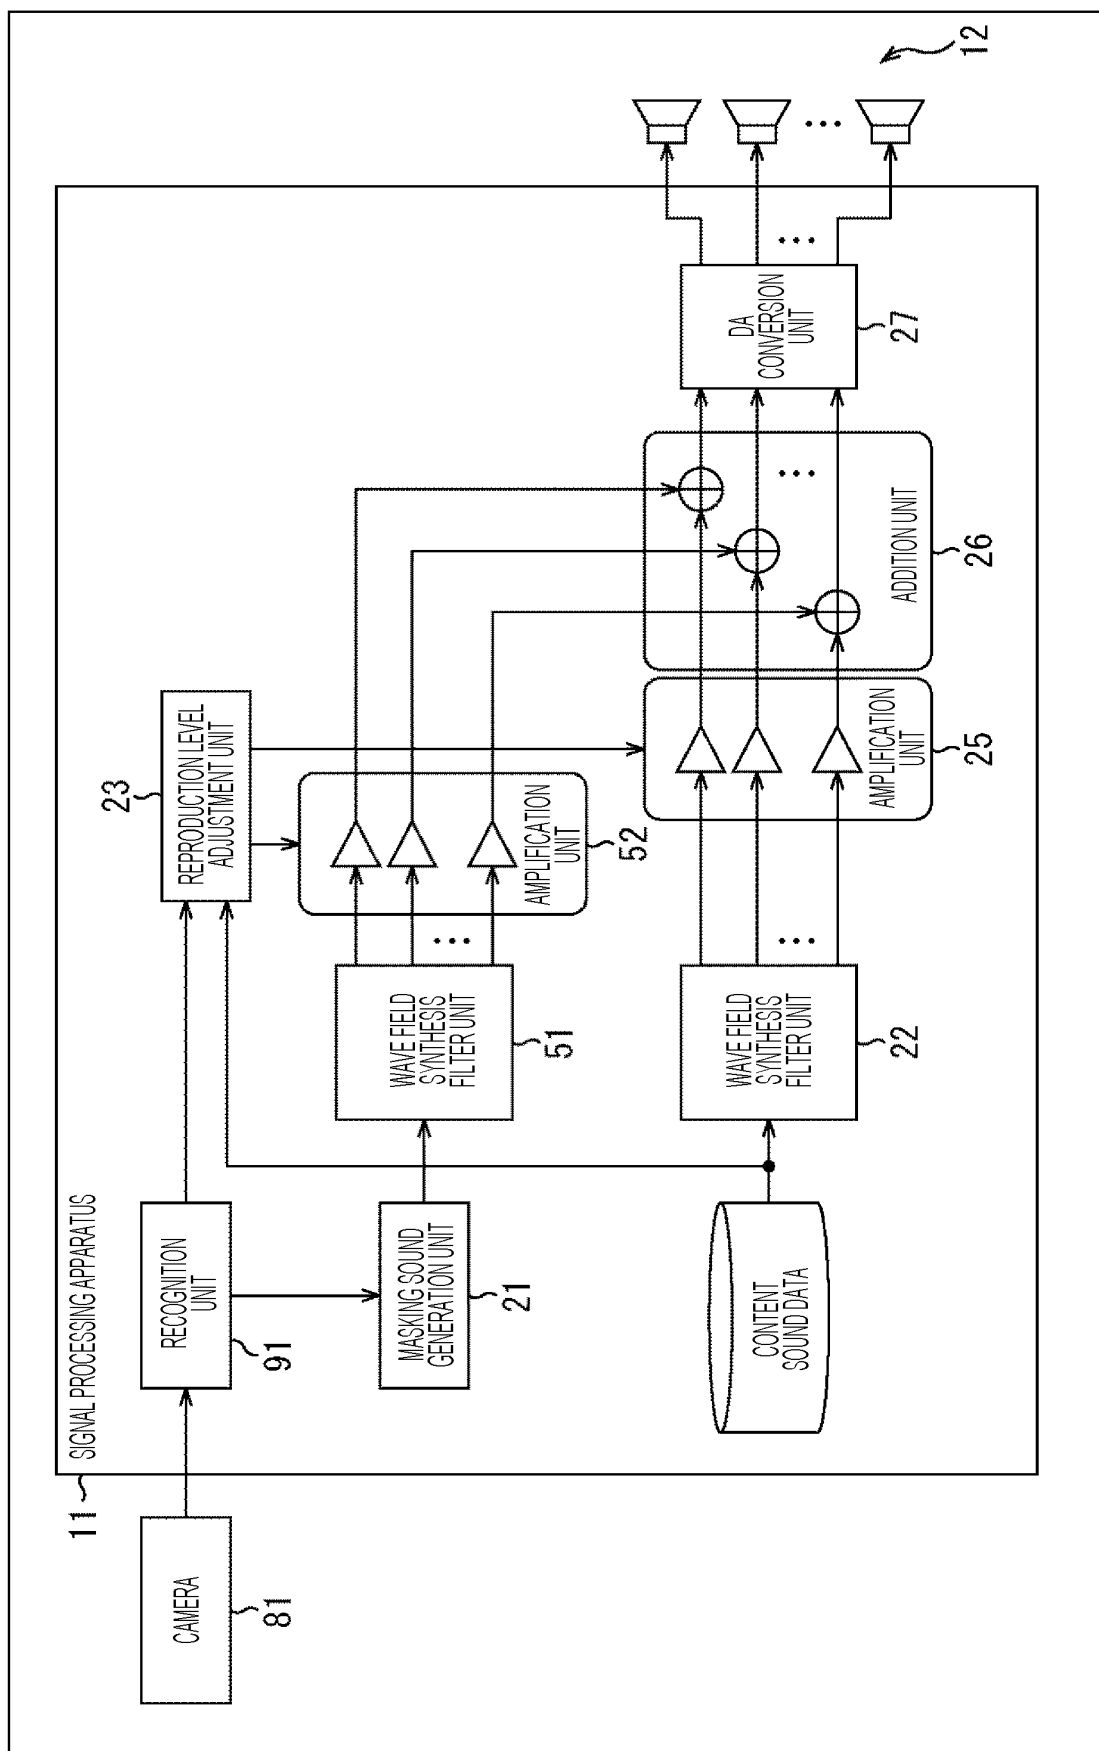 11
SIGNAL PROCESSING APPARATUS
CAMERA
81
RECOGNITION
UNIT
91
23
REPRODUCTION LEVEL
ADJUSTMENT UNIT
MASKING SOUND
GENERATION UNIT
21
WAVE FIELD
SYNTHESIS
FILTER UNIT
51
AMPLIFICATION
UNIT
52
CONTENT
SOUND DATA
WAVE FIELD
SYNTHESIS
FILTER UNIT
22
AMPLIFICATION
UNIT
25
ADDITION UNIT
26
DA
CONVERSION
UNIT
27
12